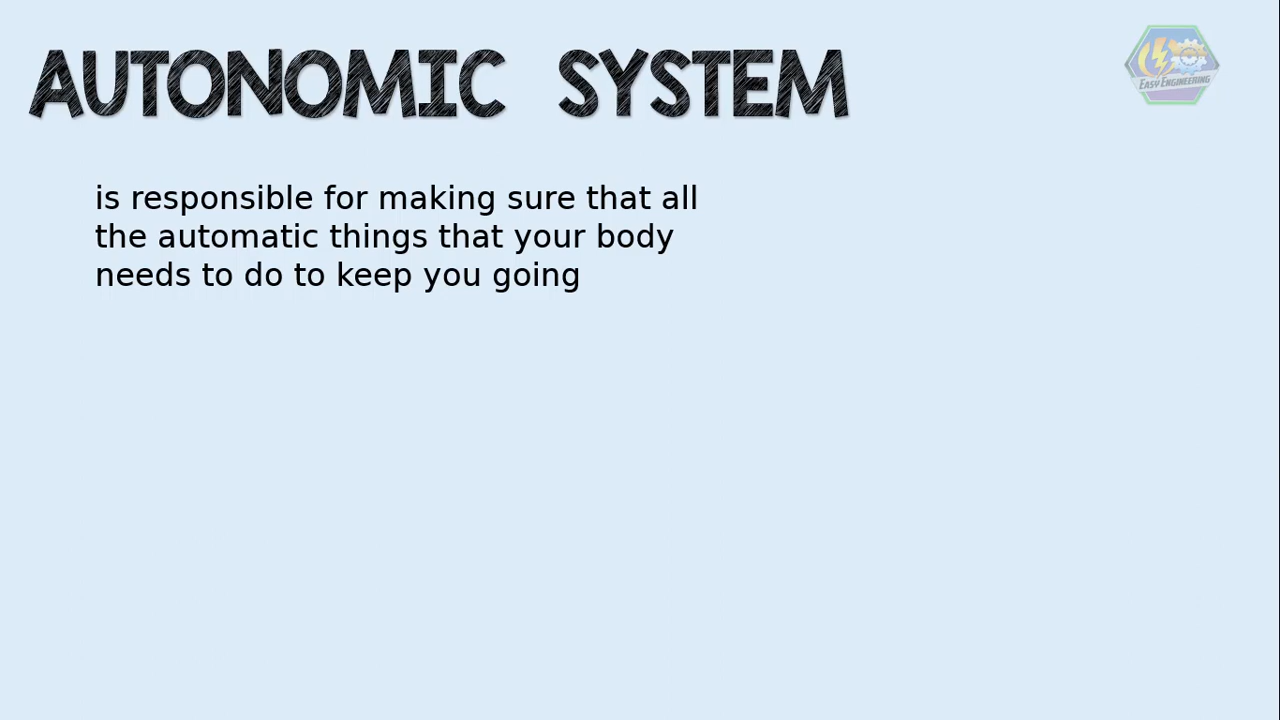 AUTONOMIC SYSTEM
EASY ENGINEERING
is responsible for making sure that all
the automatic things that your body
needs to do to keep you going